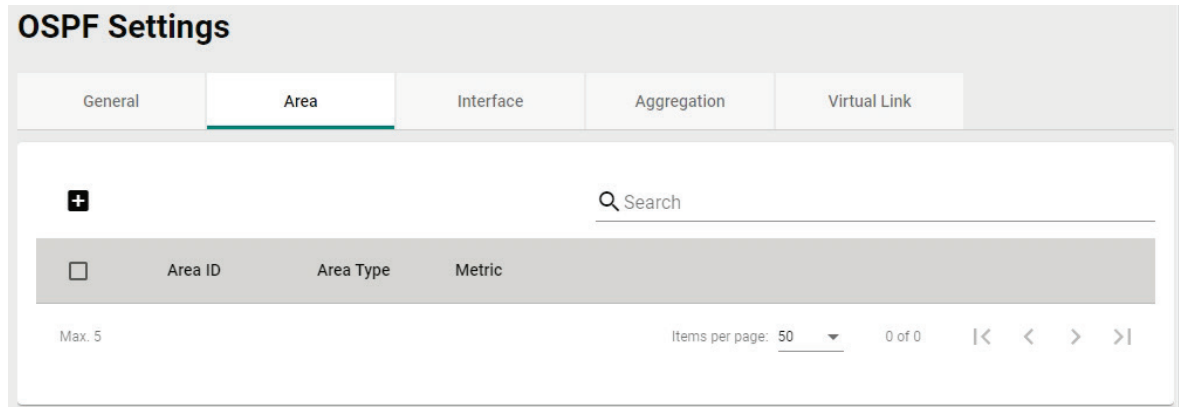 OSPF Settings
General Area Interface Aggregation Virtual Link
Search
Area ID Area Type Metric
Max. 5 Items per page: 50 0 of 0